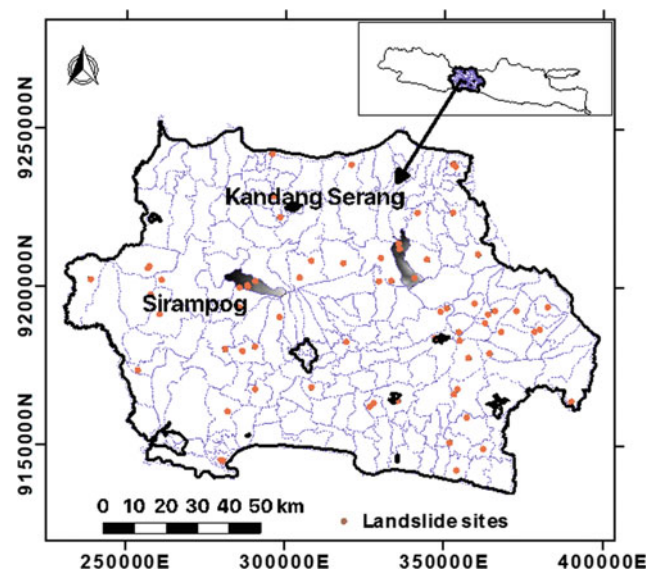 9250000N
Kandang Serang
9200000N
Sirampog
9150000N
0 10 20 30 40 50 km
Landslide sites
250000E 300000E 350000E 400000E